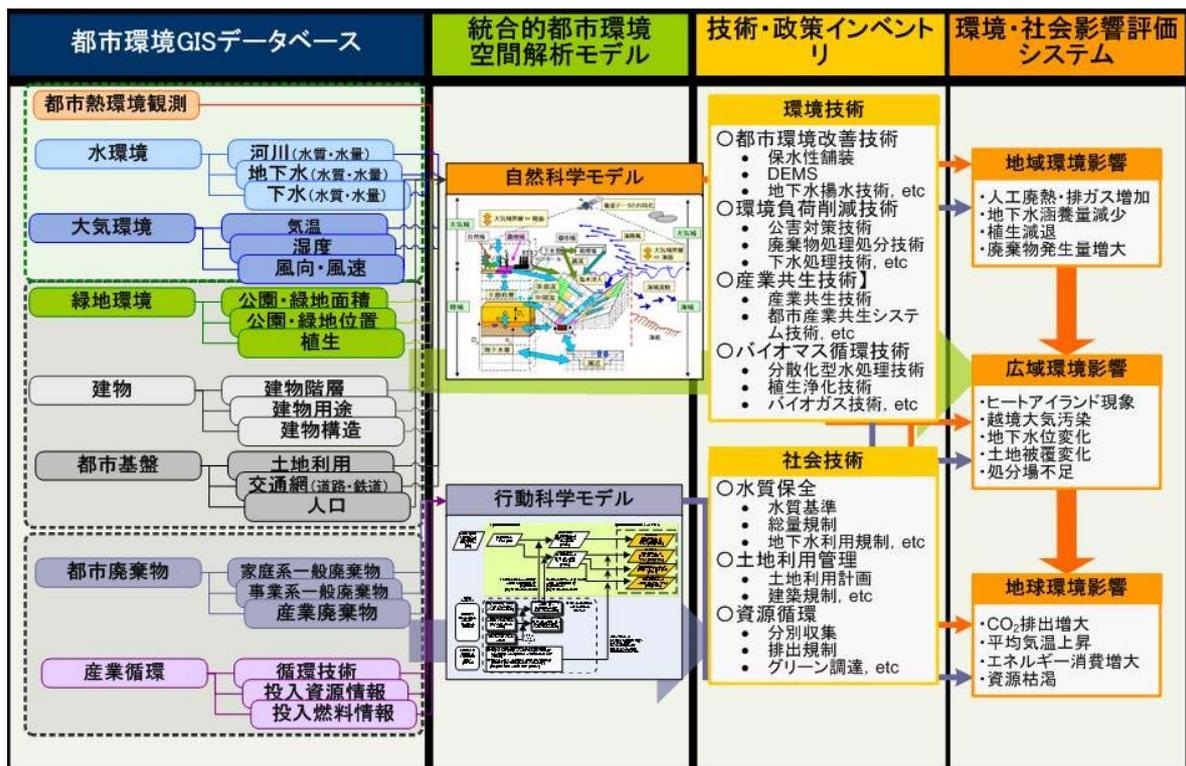 都市環境GISデータベース
統合的都市環境
空間解析モデル
技術・政策インベント
リ
環境・社会影響評価
システム
都市熱環境観測
水環境
河川(水質・水量)
地下水(水質・水量)
下水(水質・水量)
大気環境
気温
湿度
風向・風速
緑地環境
公園・緑地面積
公園・緑地位置
植生
建物
建物階層
建物用途
建物構造
都市基盤
土地利用
交通網(道路・鉄道)
人口
都市廃棄物
家庭系一般廃棄物
事業系一般廃棄物
産業廃棄物
産業循環
循環技術
投入資源情報
投入燃料情報
自然科学モデル
大気域
陸域
海域
行動科学モデル
環境技術
〇都市環境改善技術
• 保水性舗装
• DEMS
• 地下水揚水技術, etc
〇環境負荷削減技術
• 公害対策技術
• 廃棄物処理処分技術
• 下水処理技術, etc
〇産業共生技術】
• 産業共生技術
• 都市産業共生システ
ム技術, etc
〇バイオマス循環技術
• 分散化型水処理技術
• 植生浄化技術
• バイオガス技術, etc
社会技術
〇水質保全
• 水質基準
• 総量規制
• 地下水利用規制, etc
〇土地利用管理
• 土地利用計画
• 建築規制, etc
〇資源循環
• 分別収集
• 排出規制
• グリーン調達, etc
地域環境影響
・人工廃熱・排ガス増加
・地下水涵養量減少
・植生減退
・廃棄物発生量増大
広域環境影響
・ヒートアイランド現象
・越境大気汚染
・地下水位変化
・土地被覆変化
・処分場不足
地球環境影響
・CO₂排出増大
・平均気温上昇
・エネルギー消費増大
・資源枯渇